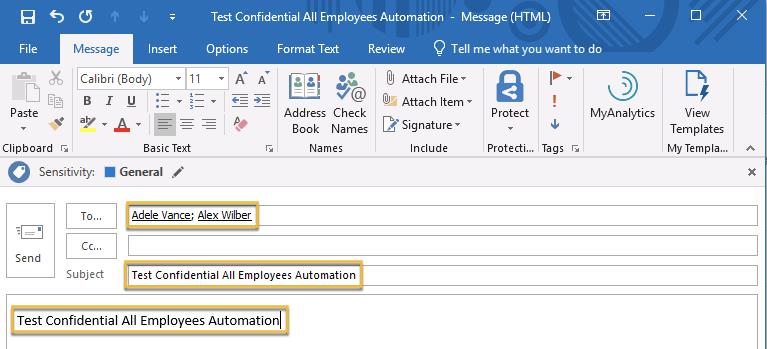 Test Confidential All Employees Automation - Message (HTML)
File Message Insert Options Format Text Review Tell me what you want to do
Paste
Clipboard
Calibri (Body) 11 A A
B I U A
Basic Text
Address Book
Check Names
Names
Attach File
Attach Item
Signature
Include
Protect
Protecti...
Tags
MyAnalytics
View Templates
My Templa...
Sensitivity: General
Send
To... Adele Vance; Alex Wilber
Cc...
Subject Test Confidential All Employees Automation
Test Confidential All Employees Automation